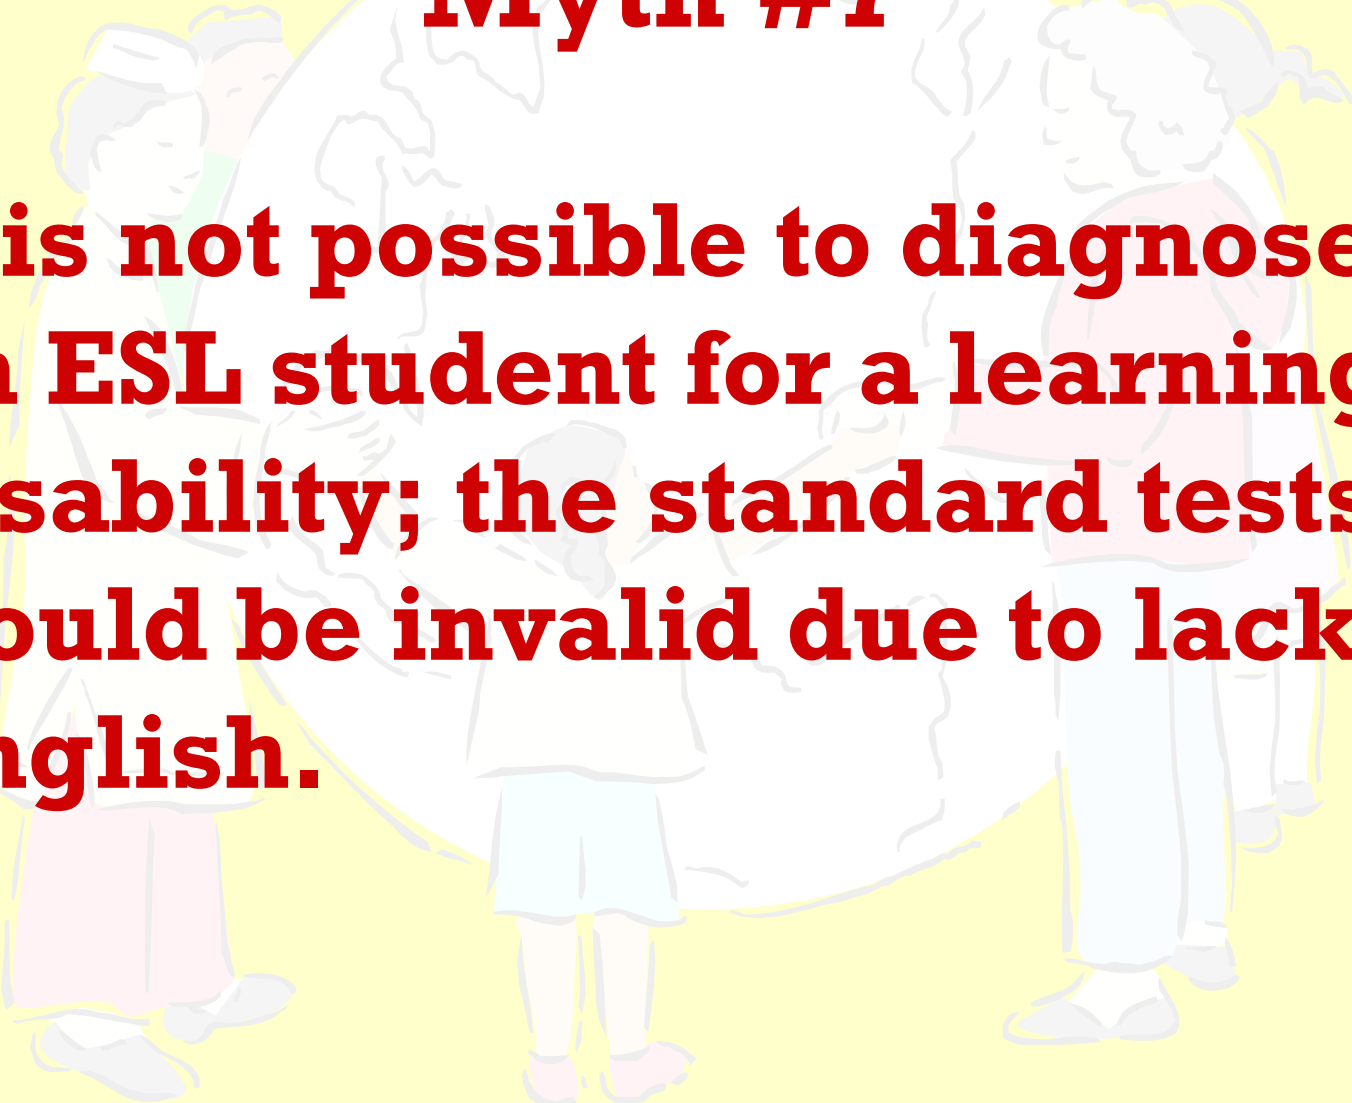 Myth #
is not possible to diagnose
ESL student for a learning
sability; the standard tests
ould be invalid due to lack
nglish.